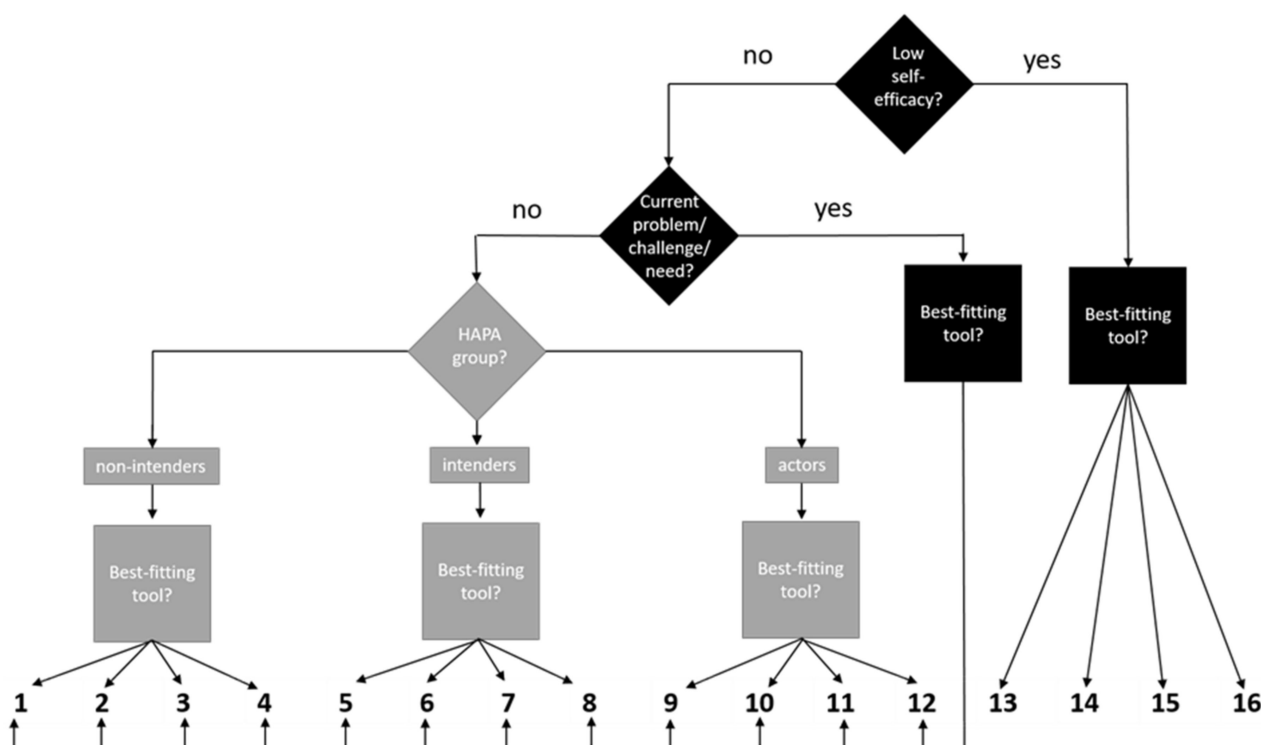 Low
self-
efficacy?
no
yes
Current
problem/
challenge/
need?
no
yes
HAPA
group?
Best-fitting
tool?
Best-fitting
tool?
non-intenders
intenders
actors
Best-fitting
tool?
Best-fitting
tool?
Best-fitting
tool?
1 2 3 4 5 6 7 8 9 10 11 12 13 14 15 16